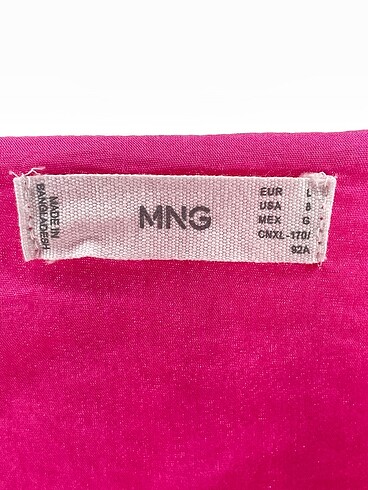 MADE IN
BANGLADESH
MNG
EUR L
USA 8
MEX G
CNXL-170/
92A